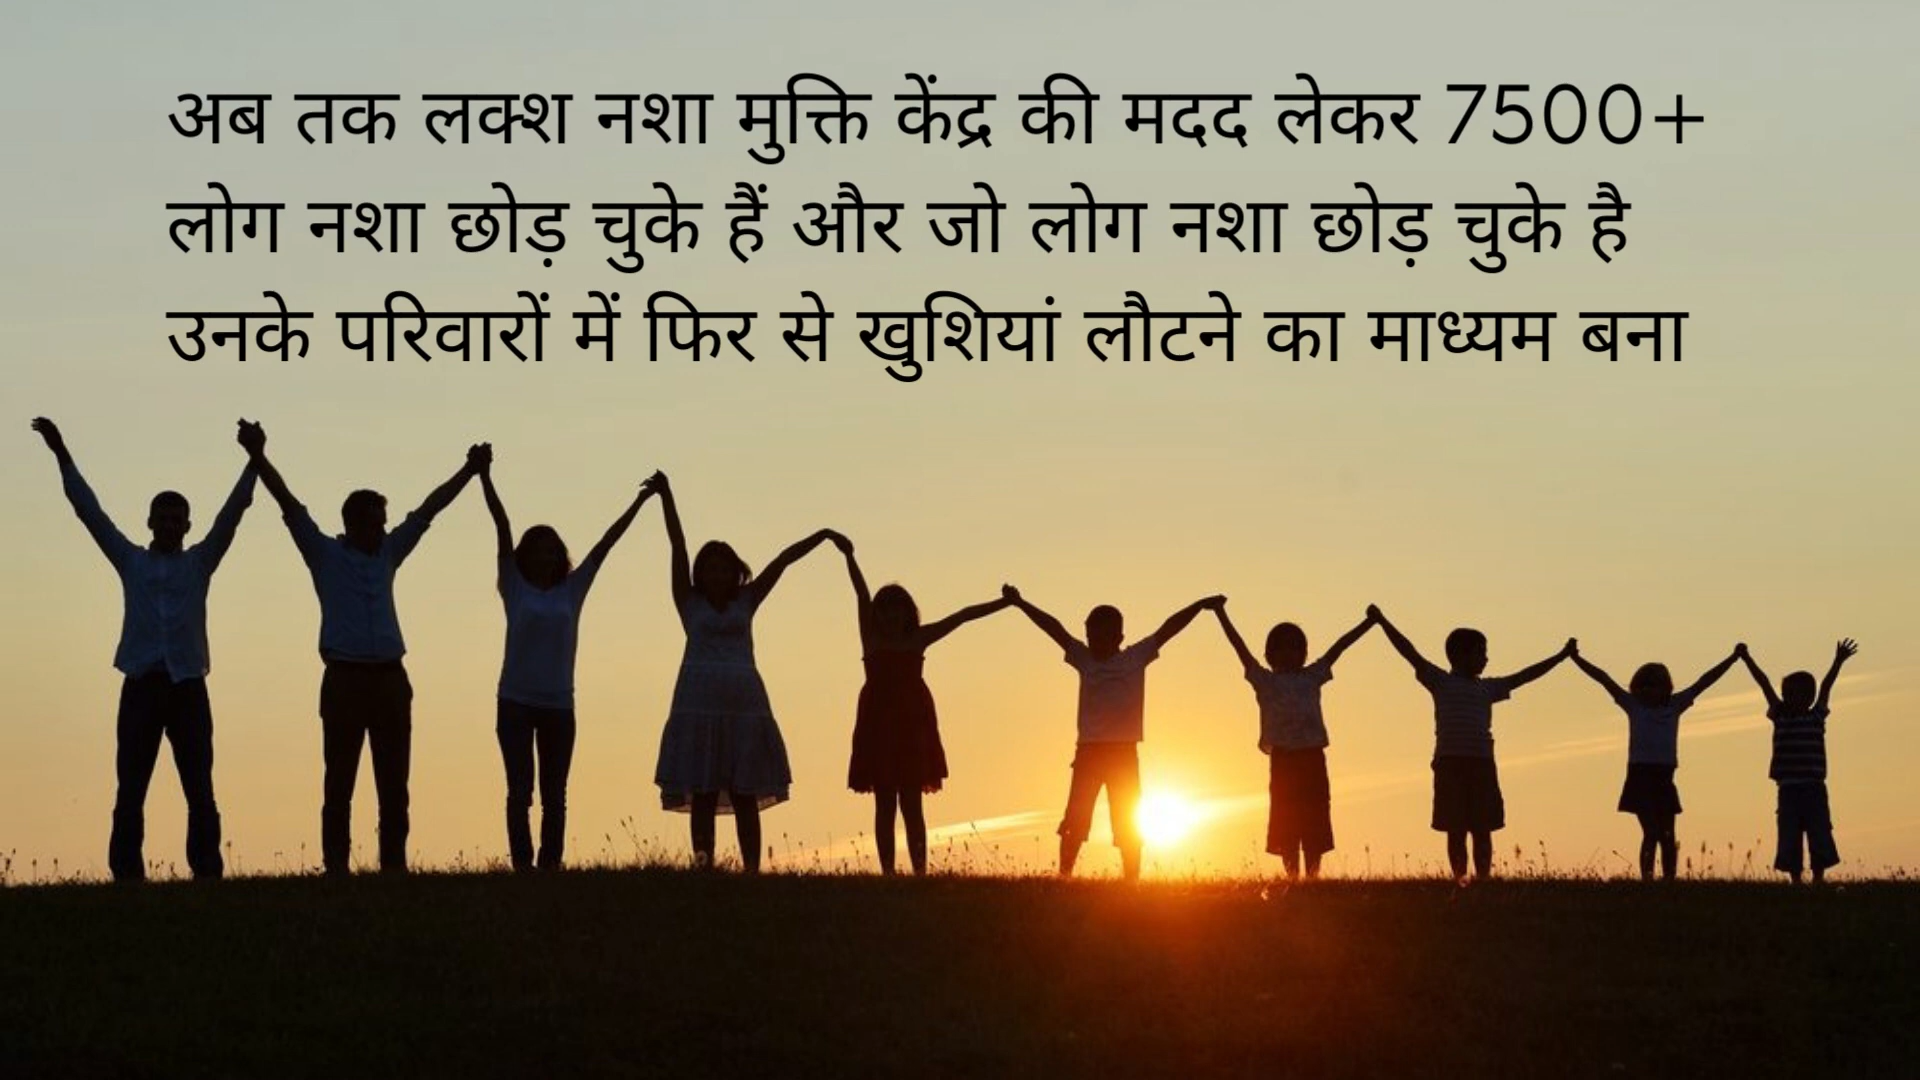 अब तक लक्श नशा मुक्ति केंद्र की मदद लेकर 7500+
लोग नशा छोड़ चुके हैं और जो लोग नशा छोड़ चुके है
उनके परिवारों में फिर से खुशियां लौटने का माध्यम बना